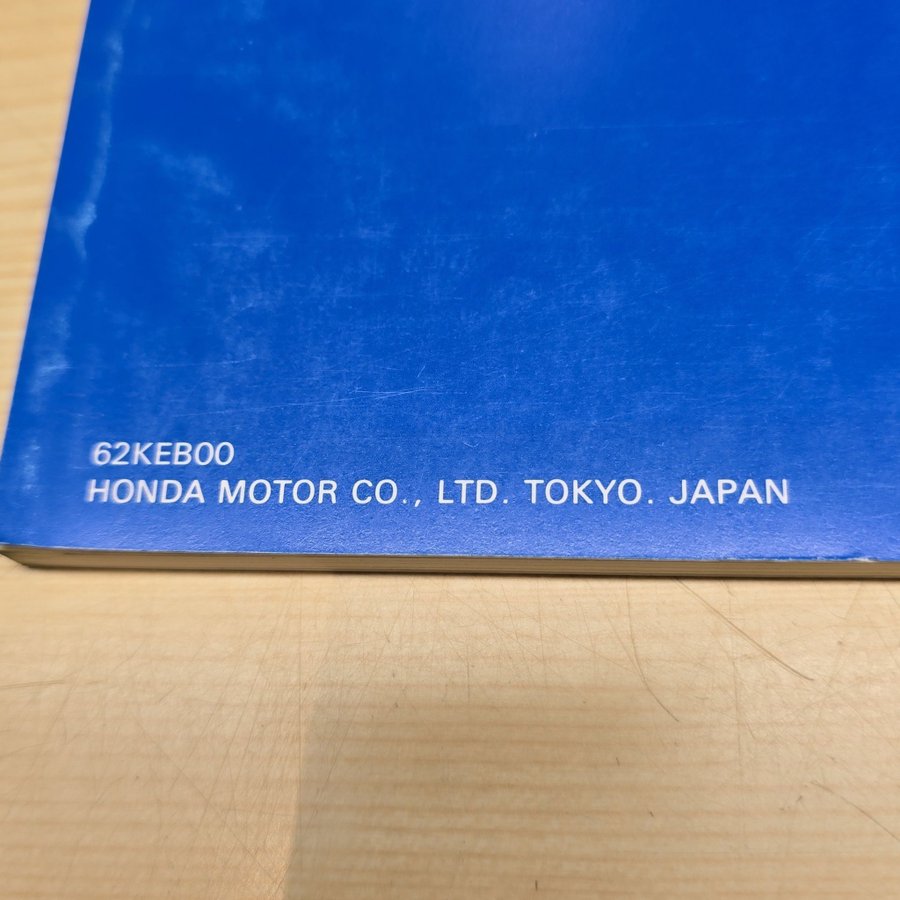 62KEB00
HONDA MOTOR CO., LTD. TOKYO. JAPAN